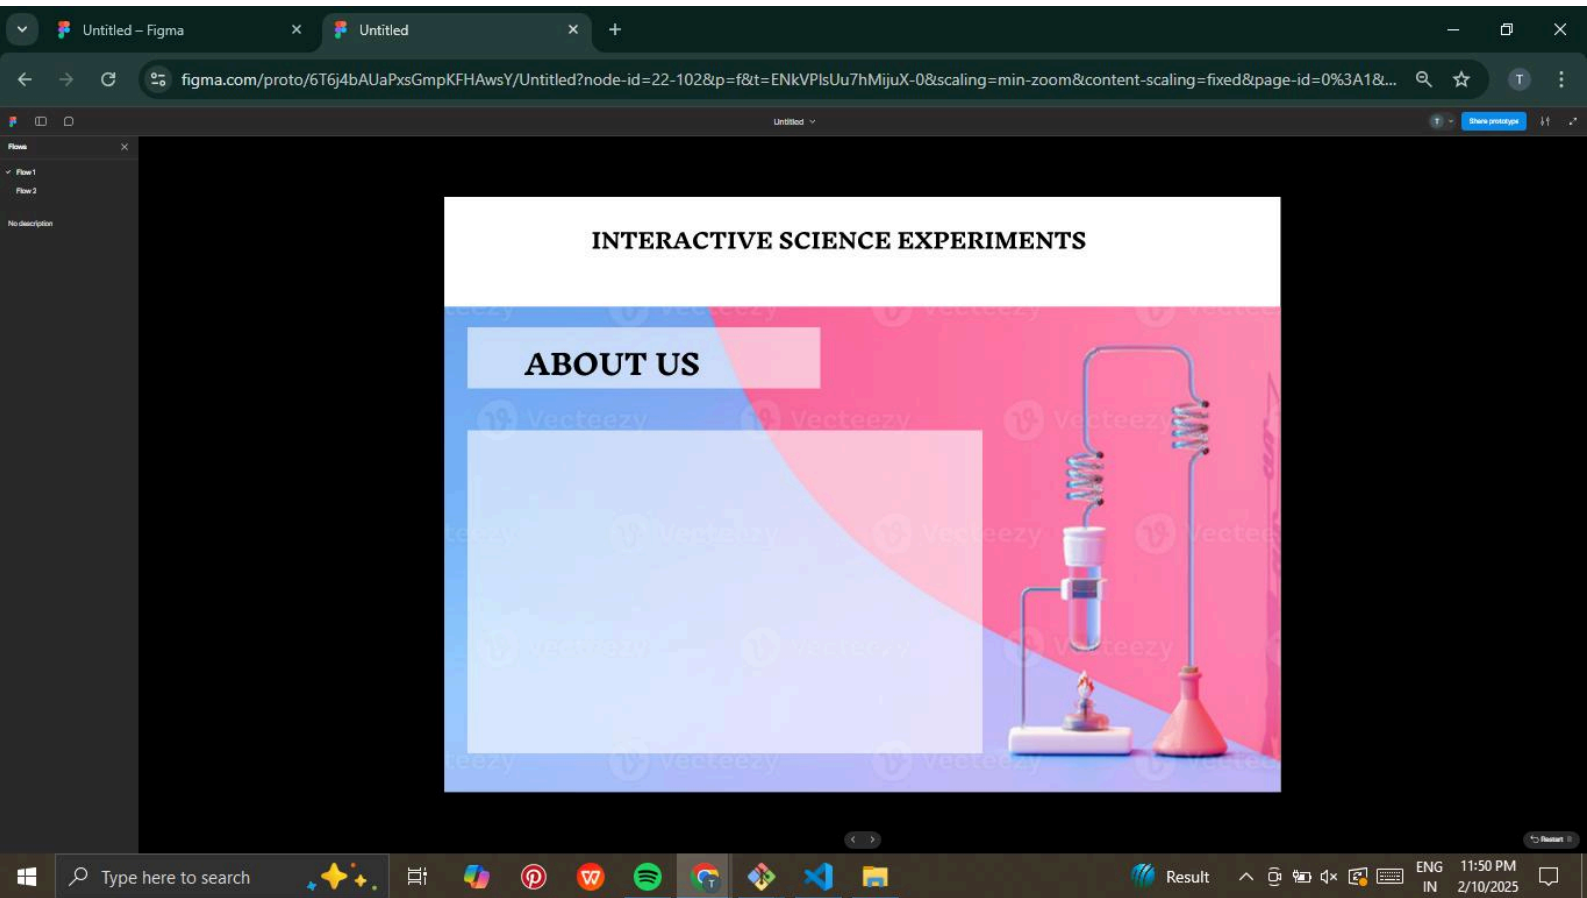 Untitled – Figma
Untitled
figma.com/proto/6T6j4bAUaPxsGmpKFHAwsY/Untitled?node-id=22-102&p=f&t=ENkVPlsUu7hMijuX-0&scaling=min-zoom&content-scaling=fixed&page-id=0%3A1&...
T
Untitled
T
Share prototype
Flows
Flow 1
Flow 2
No description
INTERACTIVE SCIENCE EXPERIMENTS
ABOUT US
Vecteezy
Vecteezy
Vecteezy
Restart
R
Type here to search
Result
ENG
IN
11:50 PM
2/10/2025